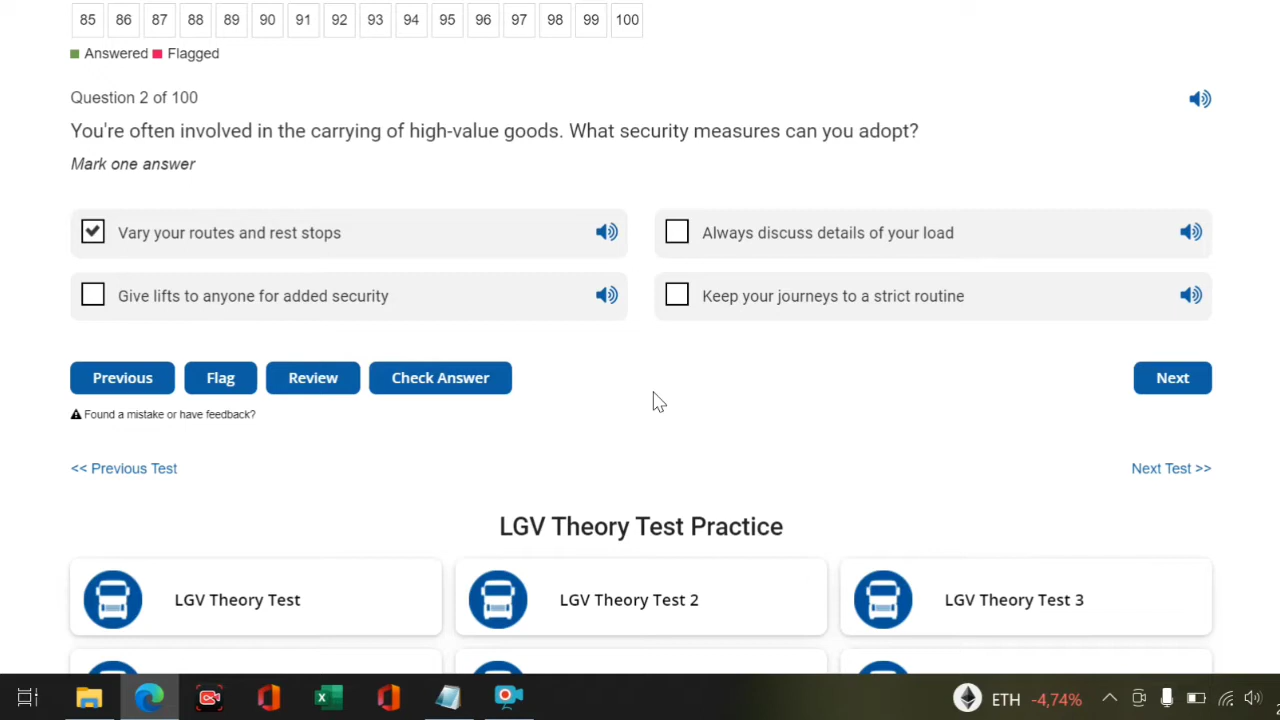 85 86 87 88 89 90 91 92 93 94 95 96 97 98 99 100
Answered Flagged
Question 2 of 100
You're often involved in the carrying of high-value goods. What security measures can you adopt?
Mark one answer
Vary your routes and rest stops
Always discuss details of your load
Give lifts to anyone for added security
Keep your journeys to a strict routine
Previous Flag Review Check Answer Next
Found a mistake or have feedback?
<< Previous Test Next Test >>
LGV Theory Test Practice
LGV Theory Test LGV Theory Test 2 LGV Theory Test 3
ETH -4,74%